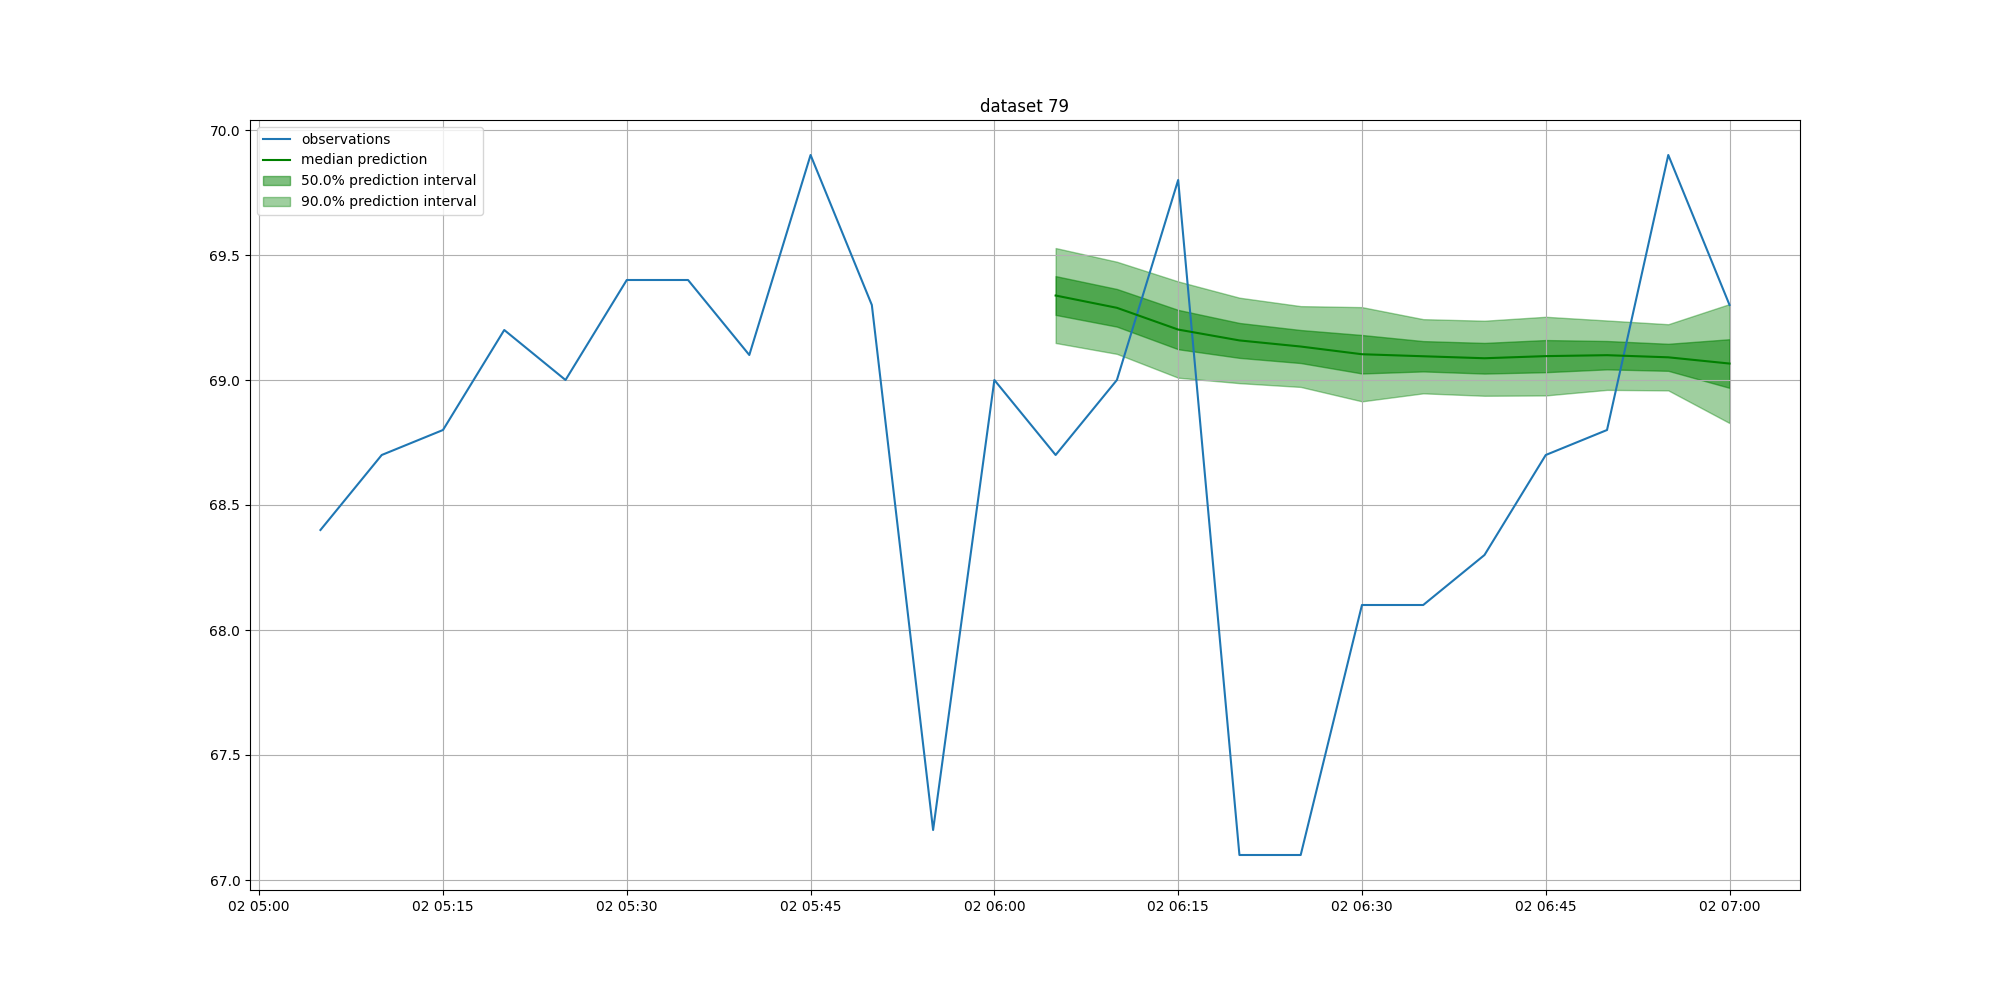 dataset 79
observations
median prediction
50.0% prediction interval
90.0% prediction interval
70.0
69.5
69.0
68.5
68.0
67.5
67.0
02 05:00 02 05:15 02 05:30 02 05:45 02 06:00 02 06:15 02 06:30 02 06:45 02 07:00